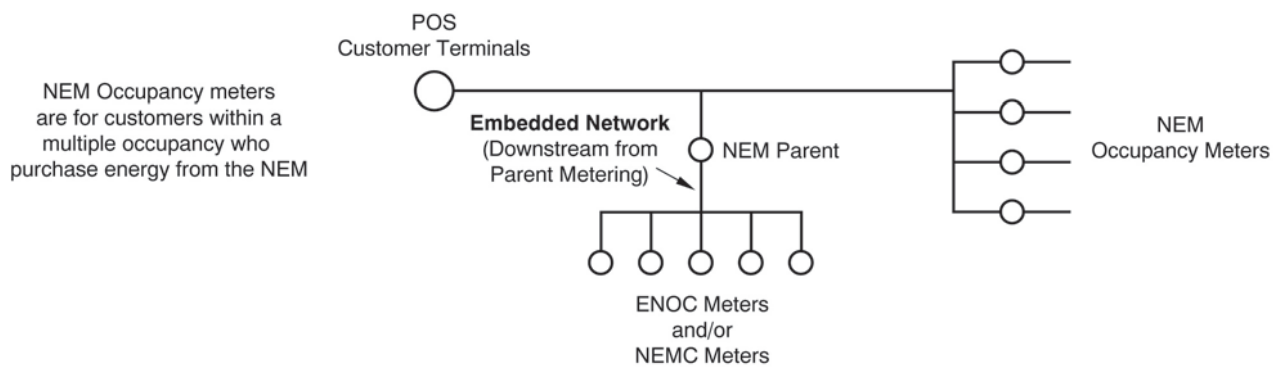 POS
Customer Terminals
NEM Occupancy meters
are for customers within a
multiple occupancy who
purchase energy from the NEM
Embedded Network
(Downstream from
Parent Metering)
NEM Parent
NEM
Occupancy Meters
ENOC Meters
and/or
NEMC Meters